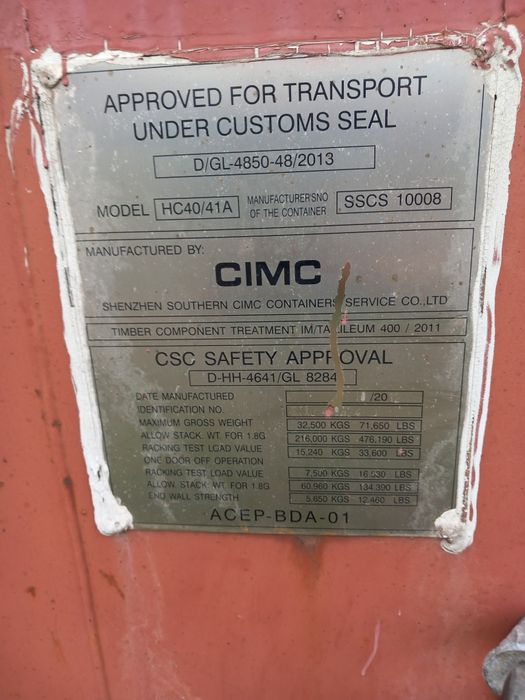 APPROVED FOR TRANSPORT
UNDER CUSTOMS SEAL
D/GL-4850-48/2013
MODEL HC40/41A MANUFACTURER'S NO OF THE CONTAINER SSCS 10008
MANUFACTURED BY:
CIMC
SHENZHEN SOUTHERN CIMC CONTAINERS SERVICE CO.,LTD
TIMBER COMPONENT TREATMENT IM/TAILILEUM 400 / 2011
CSC SAFETY APPROVAL
D-HH-4641/GL 8284
DATE MANUFACTURED /20
IDENTIFICATION NO.
MAXIMUM GROSS WEIGHT 32,500 KGS 71,650 LBS
ALLOW STACK. WT. FOR 1.8G 216,000 KGS 476,190 LBS
RACKING TEST LOAD VALUE 15,240 KGS 33,600 LBS
ONE DOOR OFF OPERATION
RACKING TEST LOAD VALUE 7,500 KGS 16,530 LBS
ALLOW STACK. WT FOR 1.8G 60,960 KGS 134,390 LBS
END WALL STRENGTH 5,650 KGS 12,460 LBS
ACEP-BDA-01